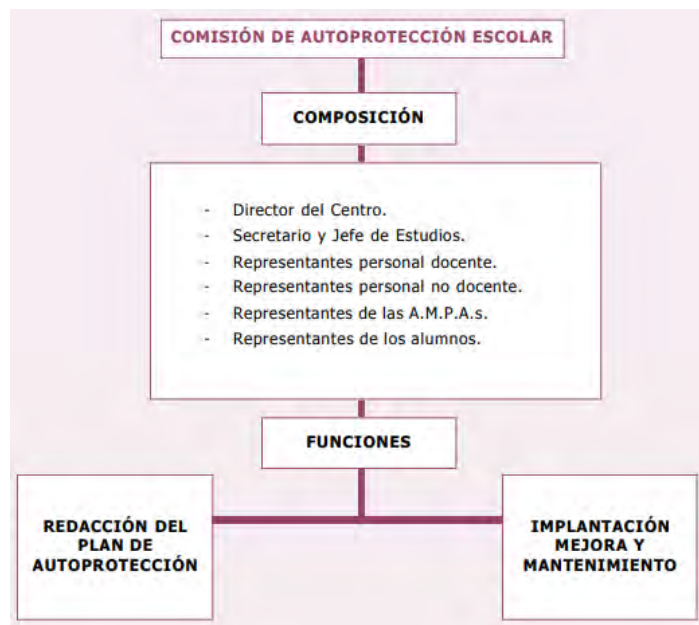 COMISIÓN DE AUTOPROTECCIÓN ESCOLAR
COMPOSICIÓN
- Director del Centro.
- Secretario y Jefe de Estudios.
- Representantes personal docente.
- Representantes personal no docente.
- Representantes de las A.M.P.A.s.
- Representantes de los alumnos.
FUNCIONES
REDACCIÓN DEL
PLAN DE
AUTOPROTECCIÓN
IMPLANTACIÓN
MEJORA Y
MANTENIMIENTO